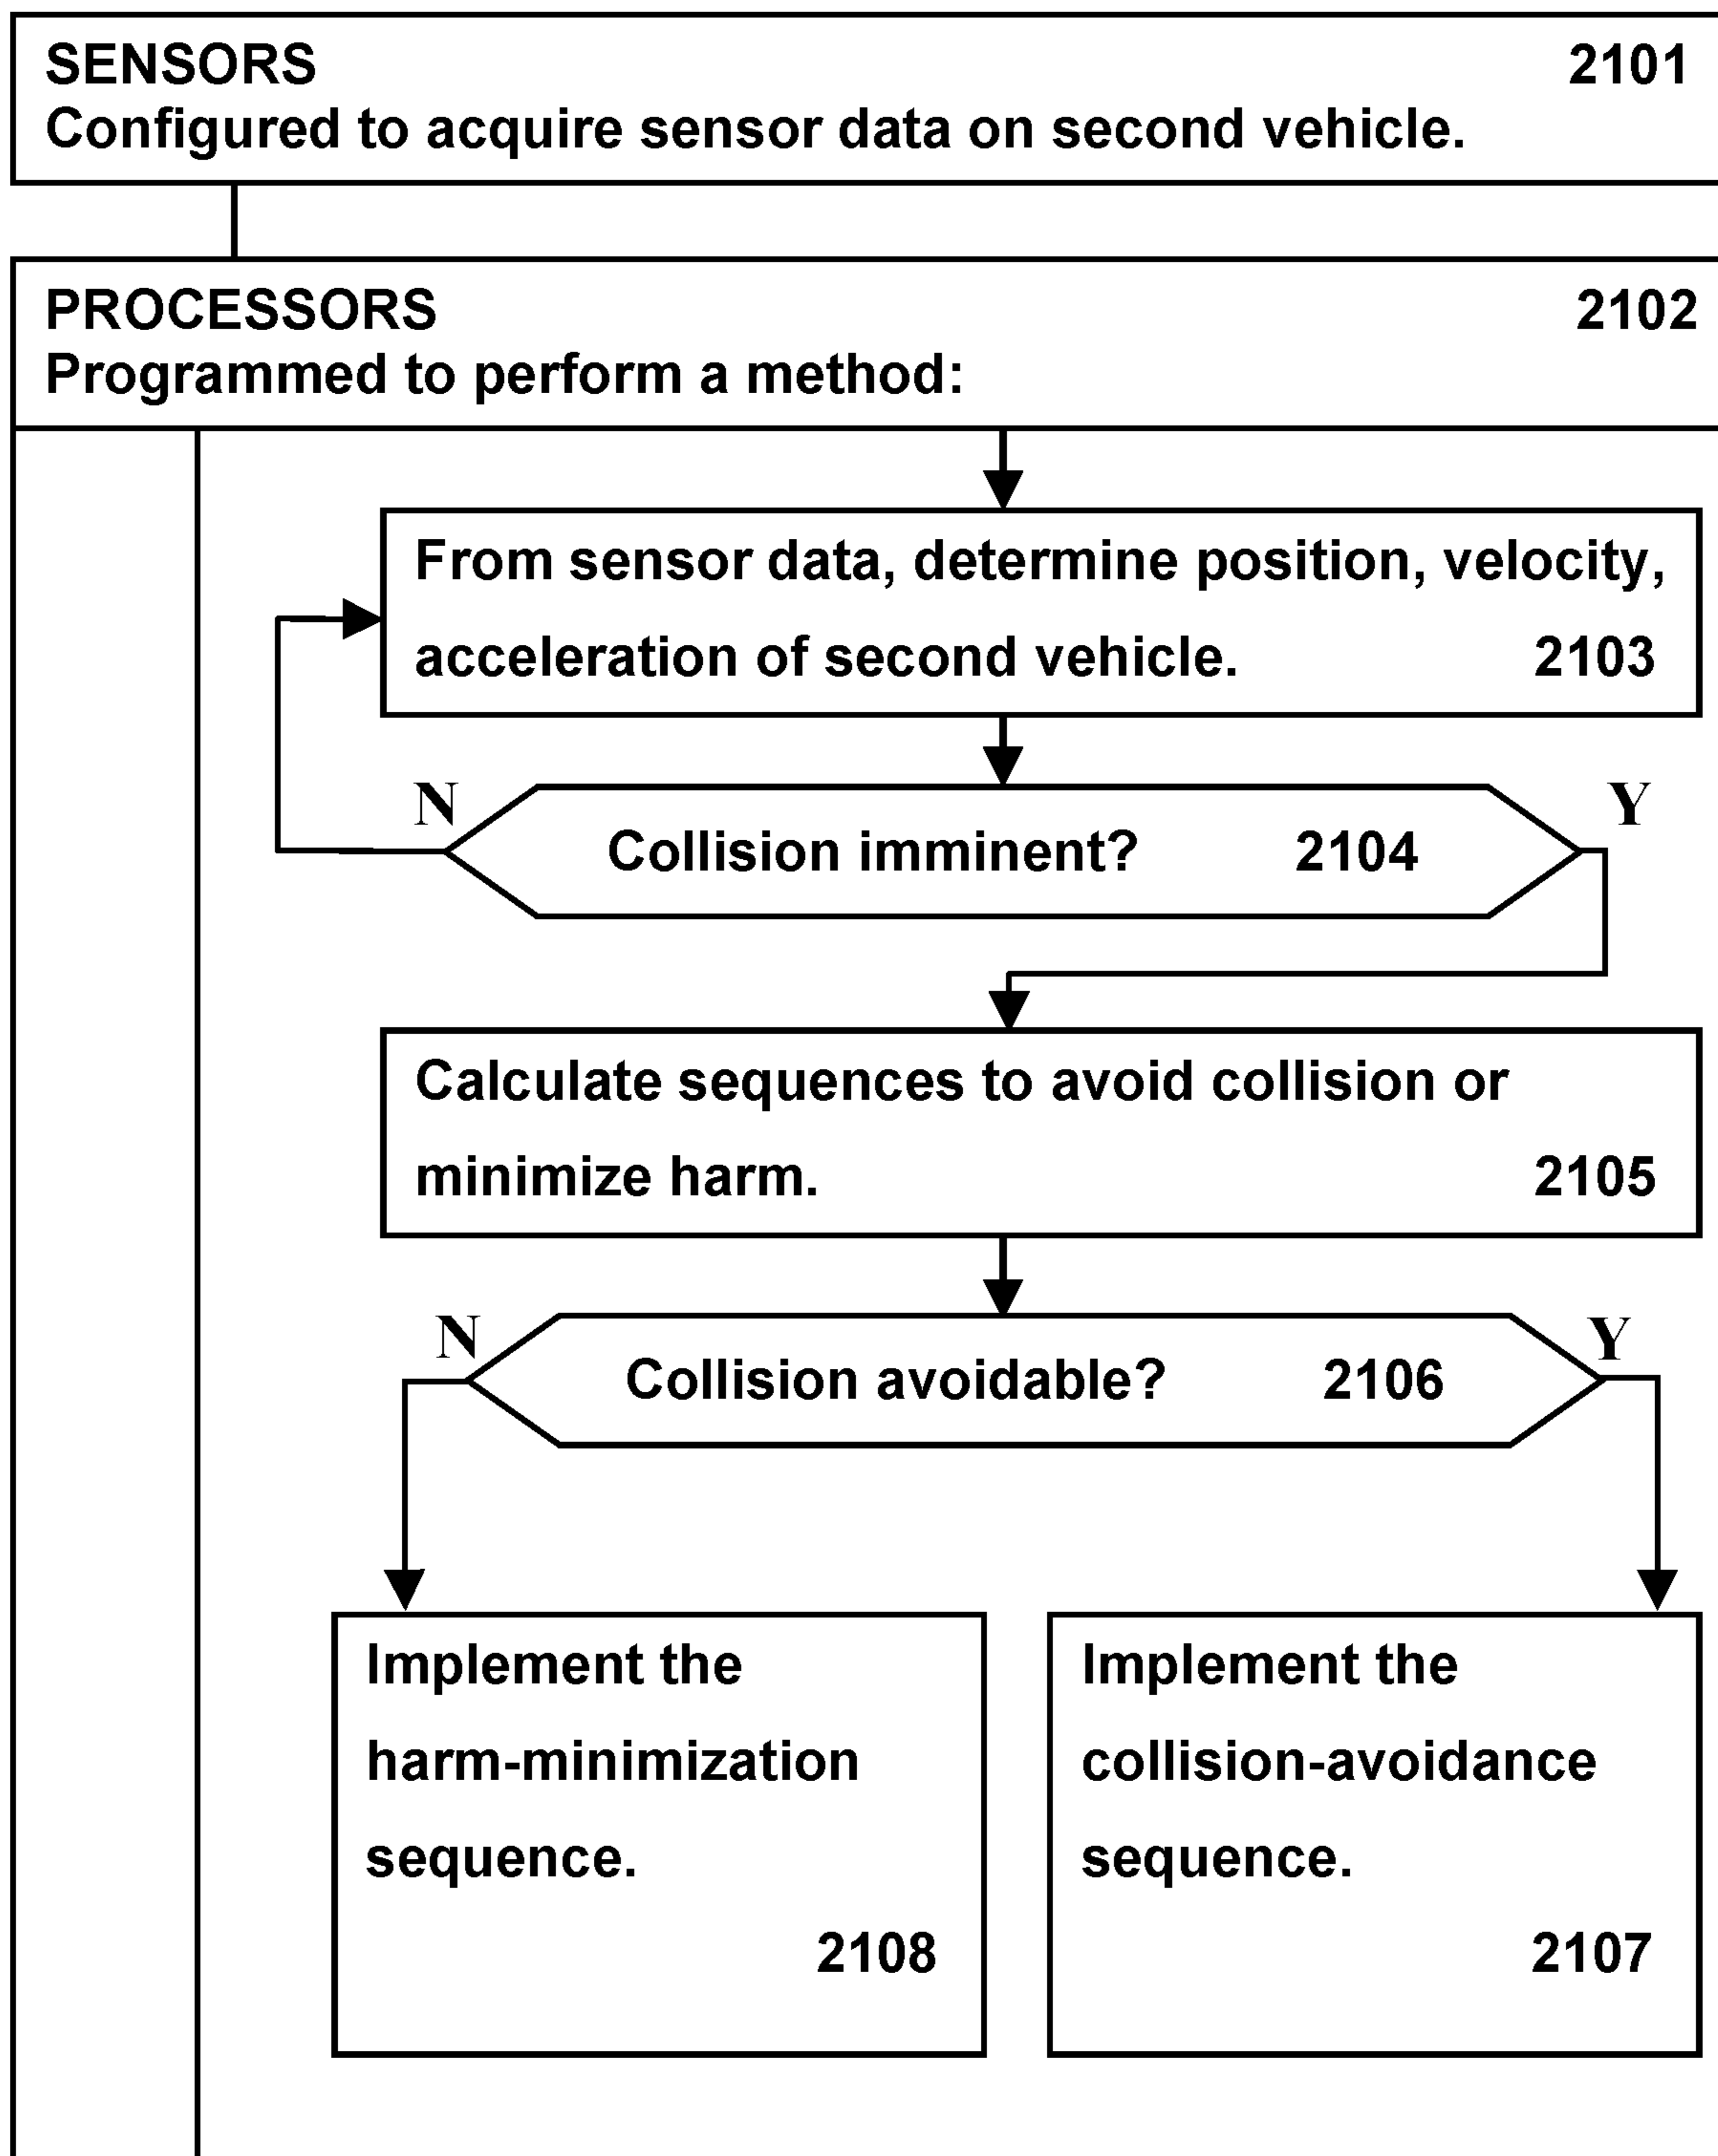 SENSORS 2101
Configured to acquire sensor data on second vehicle.
PROCESSORS 2102
Programmed to perform a method:
From sensor data, determine position, velocity,
acceleration of second vehicle. 2103
N
Y
Collision imminent? 2104
Calculate sequences to avoid collision or
minimize harm. 2105
N
Y
Collision avoidable? 2106
Implement the
harm-minimization
sequence.
2108
Implement the
collision-avoidance
sequence.
2107